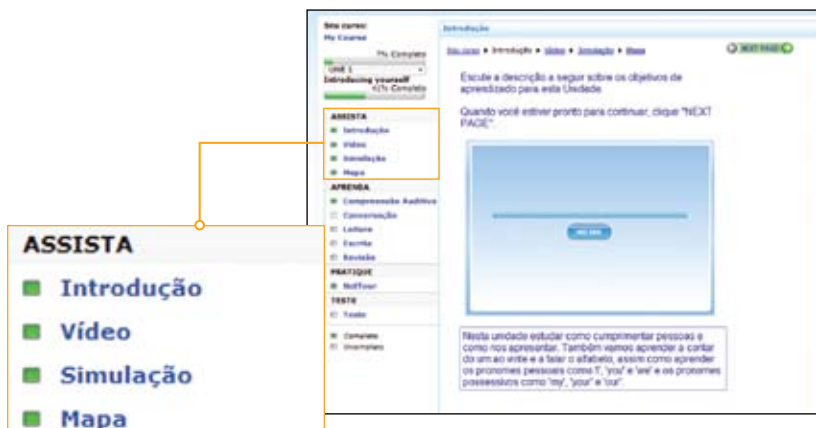 Seu curso:
My Course
7% Complete
UNIT 1
Introducing yourself
41% Complete
ASSISTA
Introdução
Vídeo
Simulação
Mapa
APRENDA
Compreensão Auditiva
Conversação
Leitura
Escrita
Revisão
PRATIQUE
NetTour
TESTE
Teste
Complete
Incomplete
Introdução
Seu curso Introdução Vídeo Simulação Mapa
NEXT PAGE
Escute a descrição a seguir sobre os objetivos de
aprendizado para esta Unidade.
Quando você estiver pronto para continuar, clique "NEXT
PAGE".
Nesta unidade estudar como cumprimentar pessoas e
como nos apresentar. Também vamos aprender a contar
do um ao vinte e a falar o alfabeto, assim como aprender
os pronomes pessoais como 'I', 'you' e 'we' e os pronomes
possessivos como 'my', 'your' e 'our'.
ASSISTA
Introdução
Vídeo
Simulação
Mapa